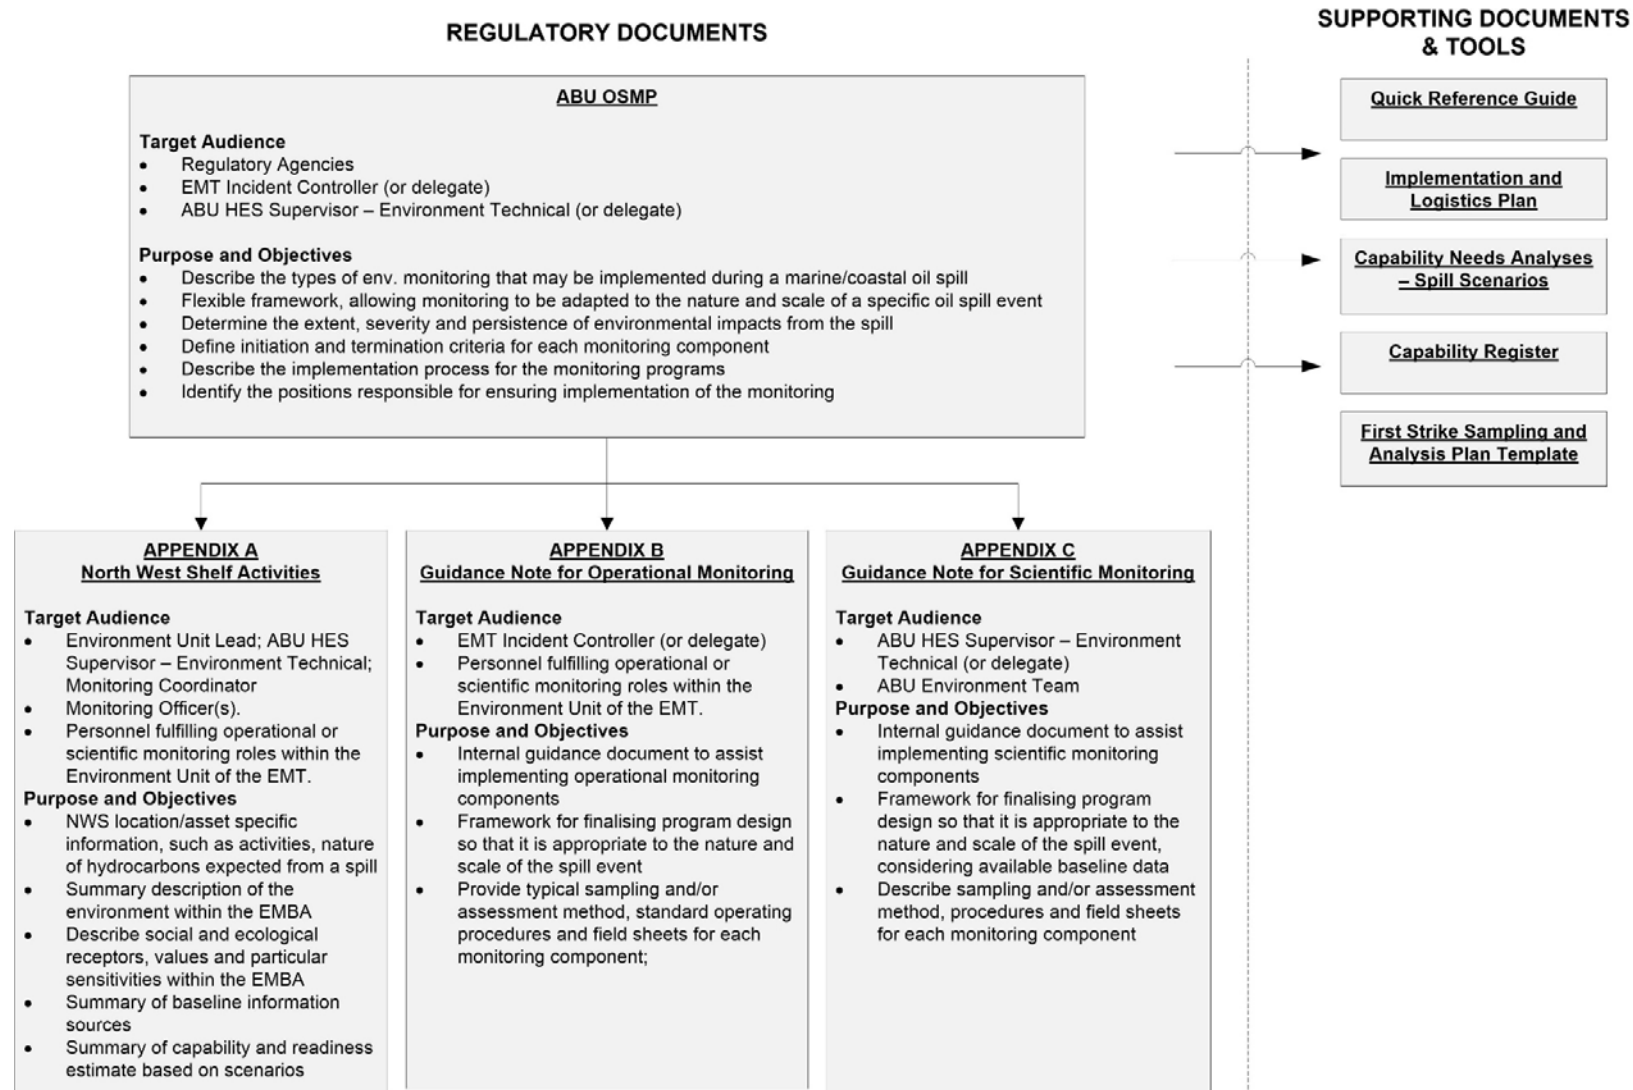 REGULATORY DOCUMENTS
SUPPORTING DOCUMENTS
& TOOLS
ABU OSMP
Target Audience
• Regulatory Agencies
• EMT Incident Controller (or delegate)
• ABU HES Supervisor – Environment Technical (or delegate)
Purpose and Objectives
• Describe the types of env. monitoring that may be implemented during a marine/coastal oil spill
• Flexible framework, allowing monitoring to be adapted to the nature and scale of a specific oil spill event
• Determine the extent, severity and persistence of environmental impacts from the spill
• Define initiation and termination criteria for each monitoring component
• Describe the implementation process for the monitoring programs
• Identify the positions responsible for ensuring implementation of the monitoring
Quick Reference Guide
Implementation and
Logistics Plan
Capability Needs Analyses
– Spill Scenarios
Capability Register
First Strike Sampling and
Analysis Plan Template
APPENDIX A
North West Shelf Activities
Target Audience
• Environment Unit Lead; ABU HES
Supervisor – Environment Technical;
Monitoring Coordinator
• Monitoring Officer(s).
• Personnel fulfilling operational or
scientific monitoring roles within the
Environment Unit of the EMT.
Purpose and Objectives
• NWS location/asset specific
information, such as activities, nature
of hydrocarbons expected from a spill
• Summary description of the
environment within the EMBA
• Describe social and ecological
receptors, values and particular
sensitivities within the EMBA
• Summary of baseline information
sources
• Summary of capability and readiness
estimate based on scenarios
APPENDIX B
Guidance Note for Operational Monitoring
Target Audience
• EMT Incident Controller (or delegate)
• Personnel fulfilling operational or
scientific monitoring roles within the
Environment Unit of the EMT.
Purpose and Objectives
• Internal guidance document to assist
implementing operational monitoring
components
• Framework for finalising program design
so that it is appropriate to the nature and
scale of the spill event
• Provide typical sampling and/or
assessment method, standard operating
procedures and field sheets for each
monitoring component;
APPENDIX C
Guidance Note for Scientific Monitoring
Target Audience
• ABU HES Supervisor – Environment
Technical (or delegate)
• ABU Environment Team
Purpose and Objectives
• Internal guidance document to assist
implementing scientific monitoring
components
• Framework for finalising program
design so that it is appropriate to the
nature and scale of the spill event,
considering available baseline data
• Describe sampling and/or assessment
method, procedures and field sheets
for each monitoring component